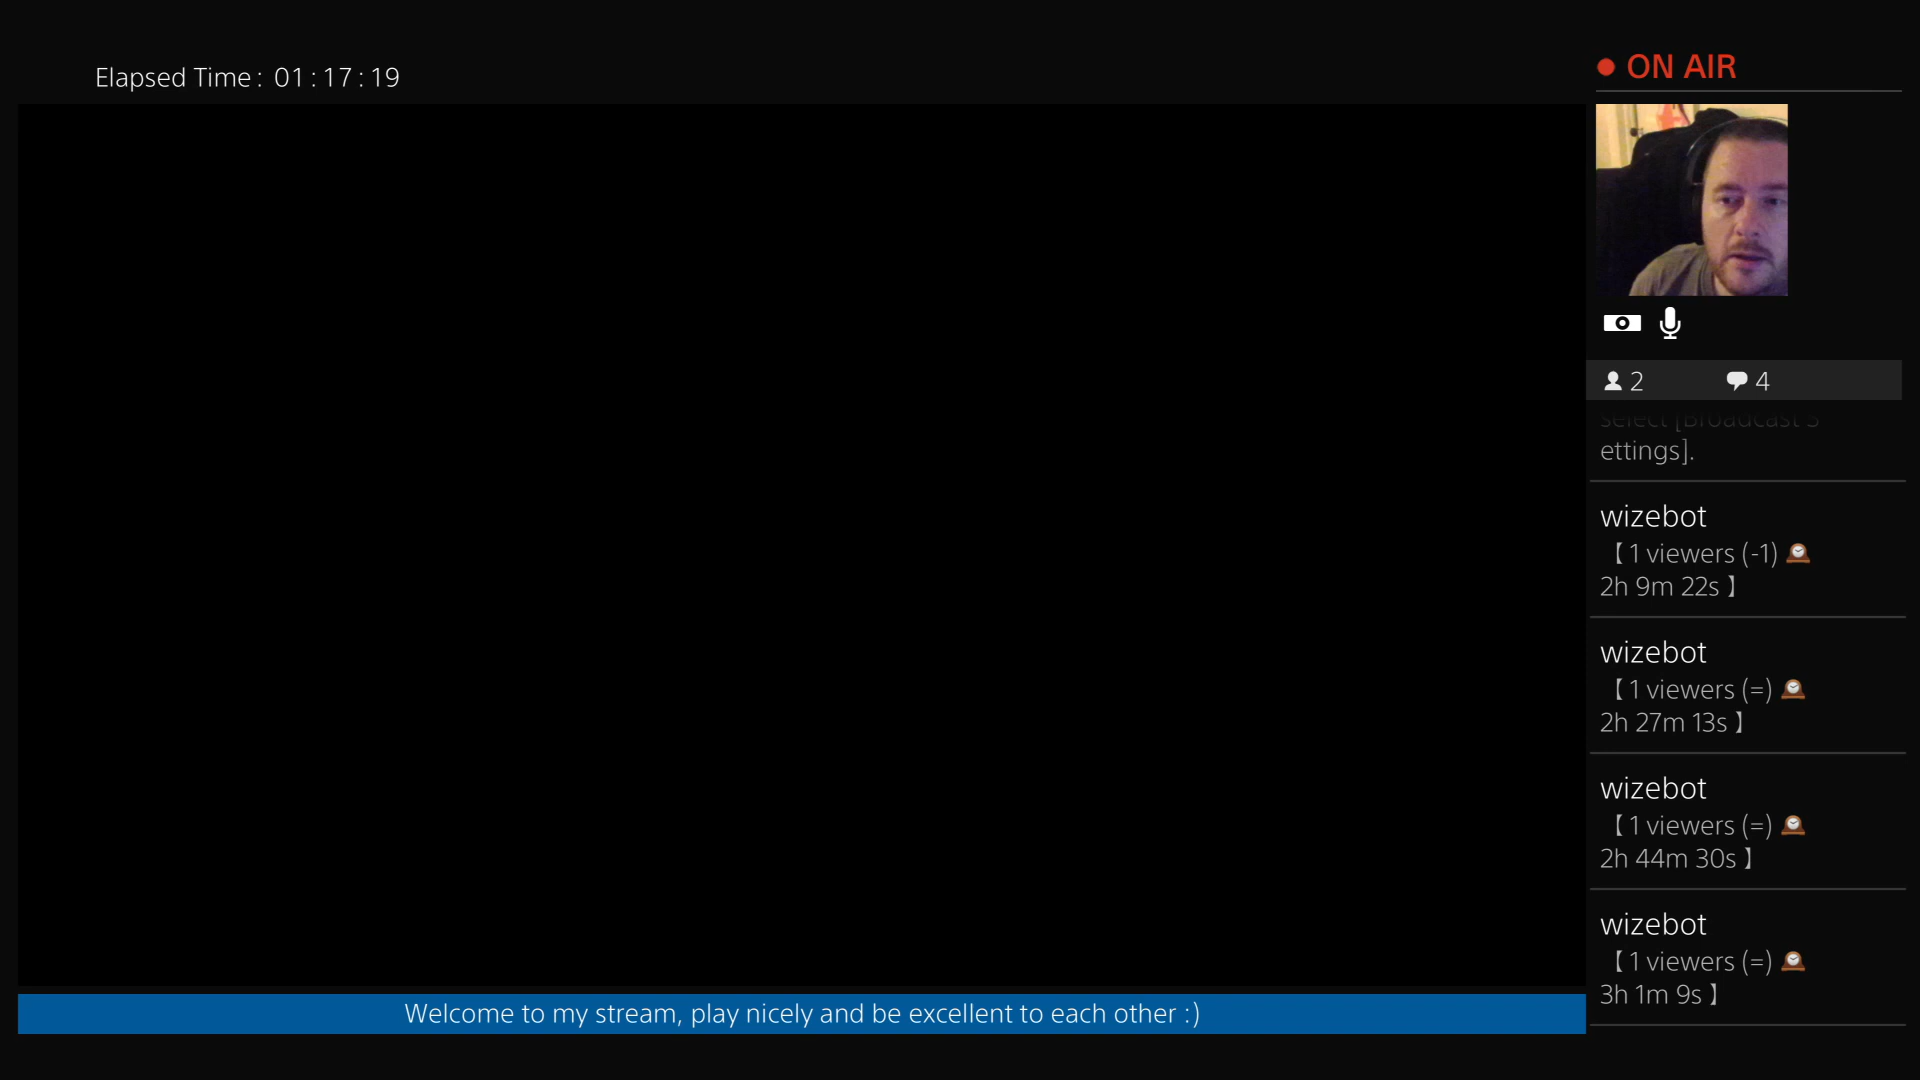 Elapsed Time: 01:17:19
ON AIR
2
4
select [Broadcast S
ettings].
wizebot
【1 viewers (-1) 🕰
2h 9m 22s】
wizebot
【1 viewers (=) 🕰
2h 27m 13s】
wizebot
【1 viewers (=) 🕰
2h 44m 30s】
wizebot
【1 viewers (=) 🕰
3h 1m 9s】
Welcome to my stream, play nicely and be excellent to each other :)